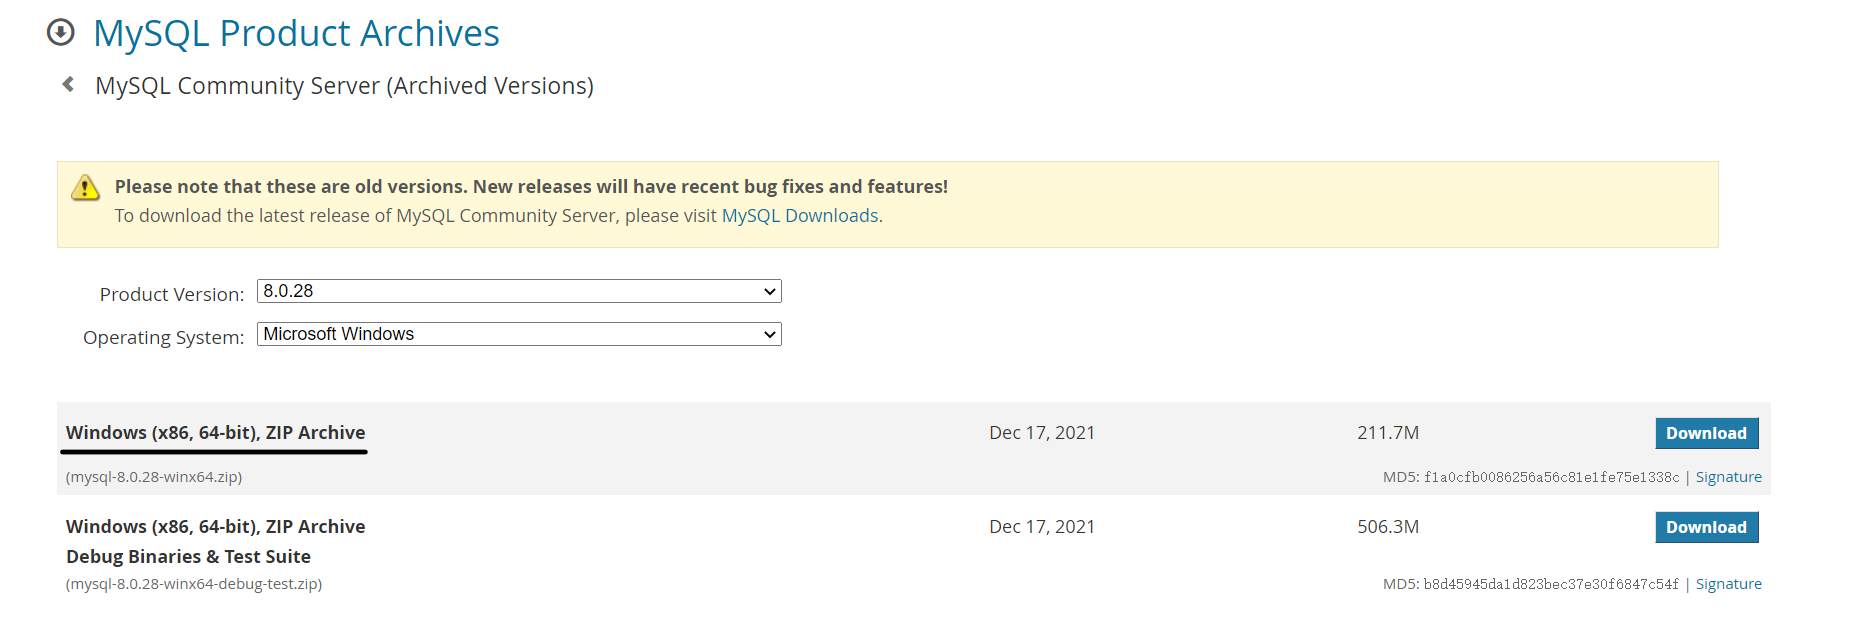 MySQL Product Archives
MySQL Community Server (Archived Versions)
Please note that these are old versions. New releases will have recent bug fixes and features!
To download the latest release of MySQL Community Server, please visit MySQL Downloads.
Product Version: 8.0.28
Operating System: Microsoft Windows
Windows (x86, 64-bit), ZIP Archive Dec 17, 2021 211.7M Download
(mysql-8.0.28-winx64.zip) MD5: f1a0cfb0086256a56c81e1fe75e1338c | Signature
Windows (x86, 64-bit), ZIP Archive Dec 17, 2021 506.3M Download
Debug Binaries & Test Suite
(mysql-8.0.28-winx64-debug-test.zip) MD5: b8d45945da1d823bec37e30f6847c54f | Signature